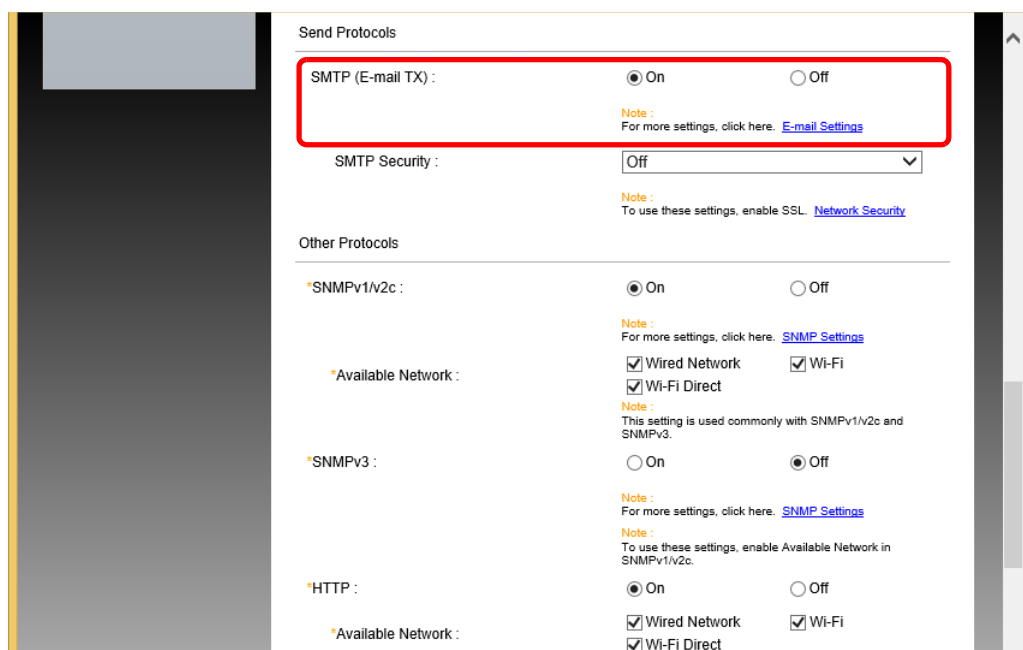 Send Protocols
SMTP (E-mail TX) : On Off
Note :
For more settings, click here. E-mail Settings
SMTP Security : Off
Note :
To use these settings, enable SSL. Network Security
Other Protocols
*SNMPv1/v2c : On Off
Note :
For more settings, click here. SNMP Settings
*Available Network : Wired Network Wi-Fi
Wi-Fi Direct
Note :
This setting is used commonly with SNMPv1/v2c and
SNMPv3.
*SNMPv3 : On Off
Note :
For more settings, click here. SNMP Settings
Note :
To use these settings, enable Available Network in
SNMPv1/v2c.
*HTTP : On Off
*Available Network : Wired Network Wi-Fi
Wi-Fi Direct